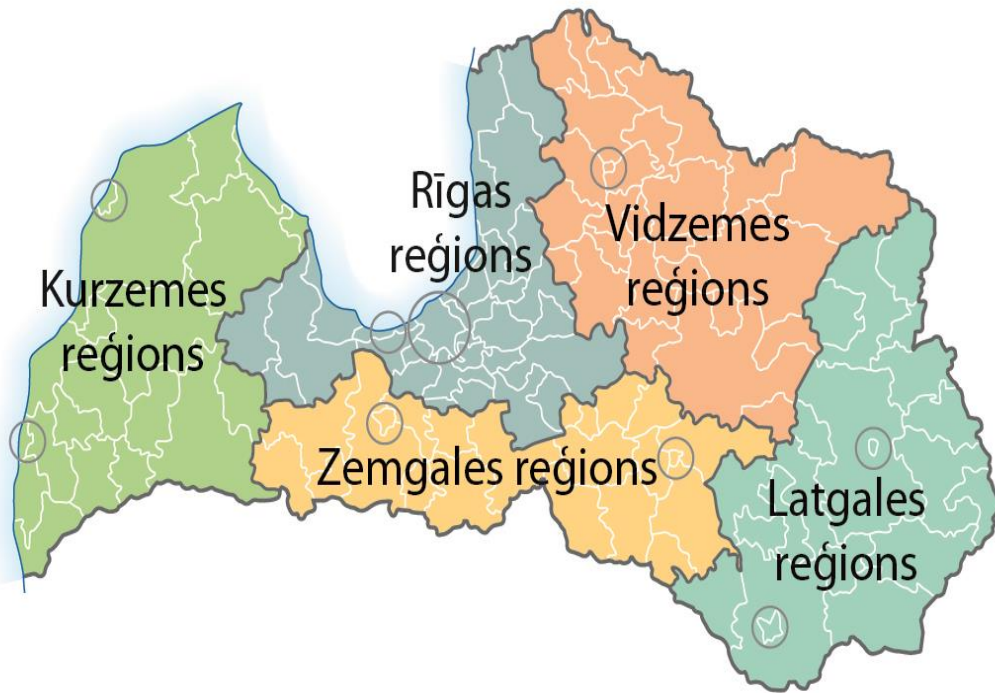 Rīgas
reģions
Vidzemes
reģions
Kurzemes
reģions
Zemgales reģions
Latgales
reģions